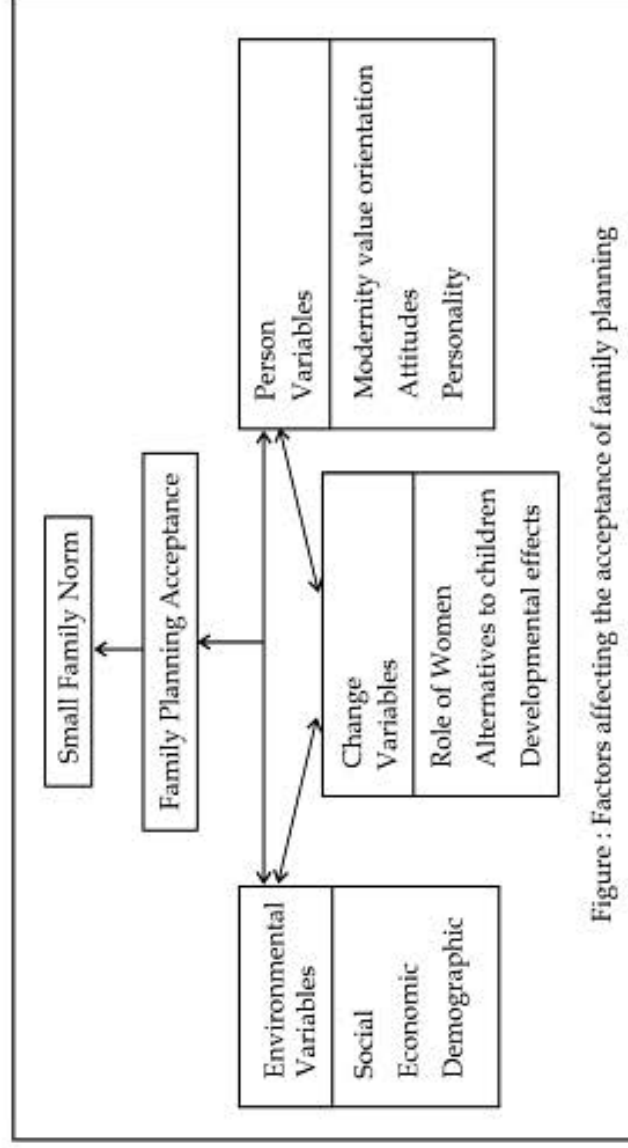 Small Family Norm
Family Planning Acceptance
Environmental
Variables
Social
Economic
Demographic
Change
Variables
Role of Women
Alternatives to children
Developmental effects
Person
Variables
Modernity value orientation
Attitudes
Personality
Figure : Factors affecting the acceptance of family planning